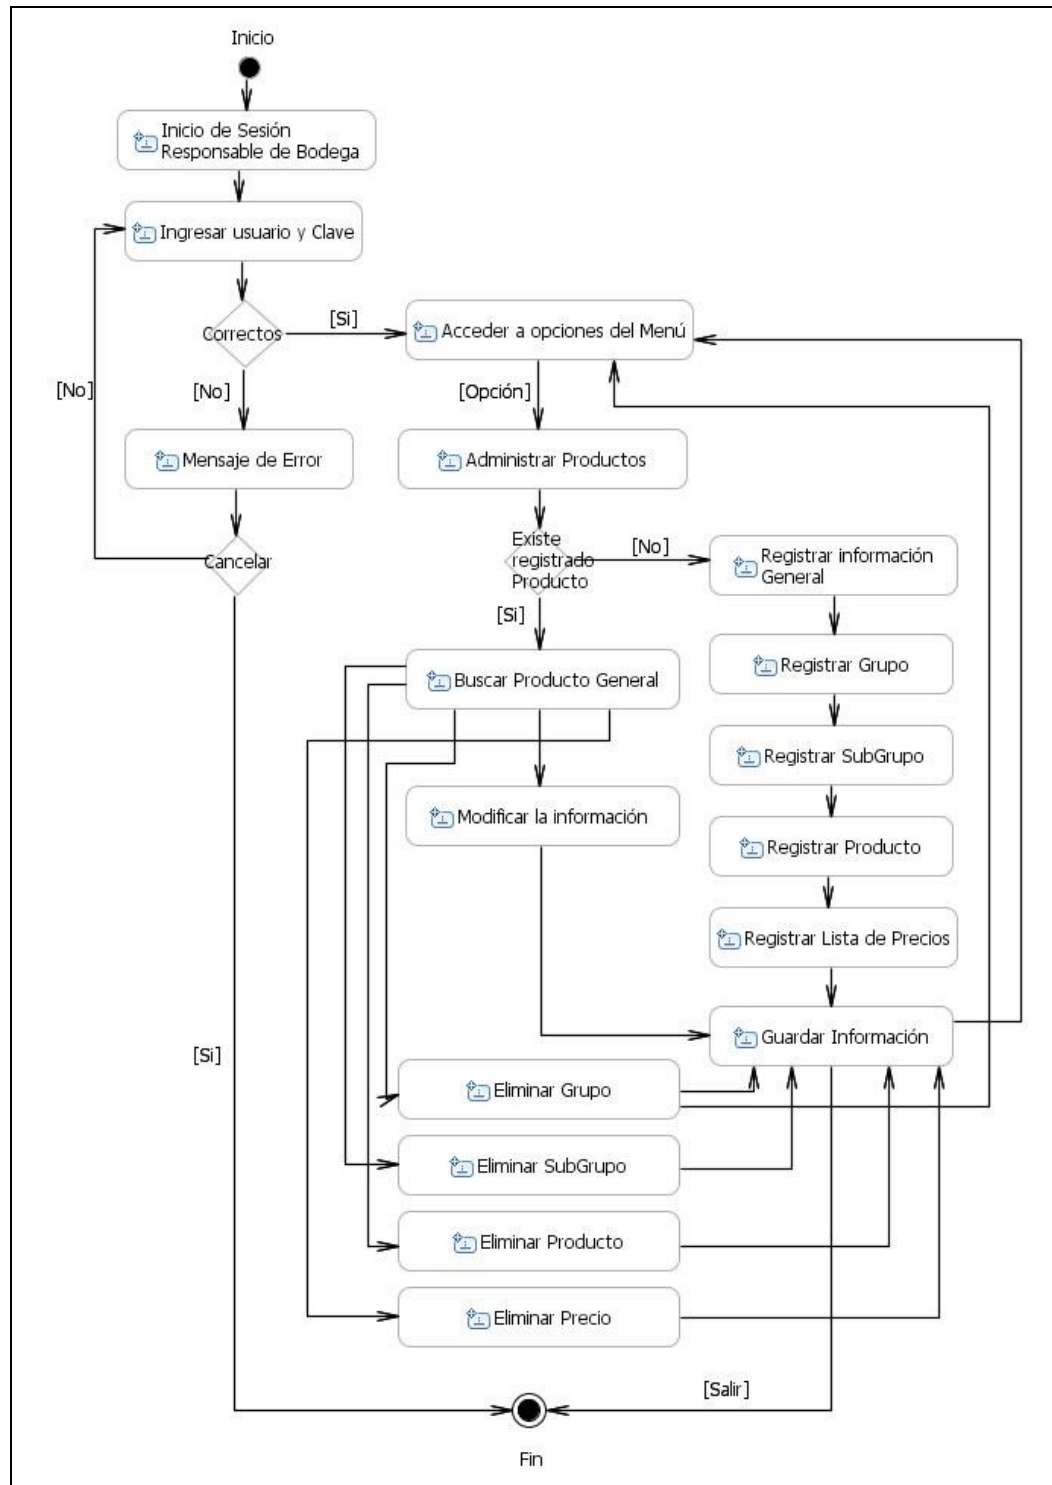 Inicio
Inicio de Sesión
Responsable de Bodega
Ingresar usuario y Clave
Correctos
[Si]
Acceder a opciones del Menú
[No]
[No]
[Opción]
Mensaje de Error
Administrar Productos
Cancelar
Existe
registrado
Producto
[No]
Registrar información
General
[Si]
Registrar Grupo
Buscar Producto General
Registrar SubGrupo
Modificar la información
Registrar Producto
Registrar Lista de Precios
Guardar Información
[Si]
Eliminar Grupo
Eliminar SubGrupo
Eliminar Producto
Eliminar Precio
[Salir]
Fin